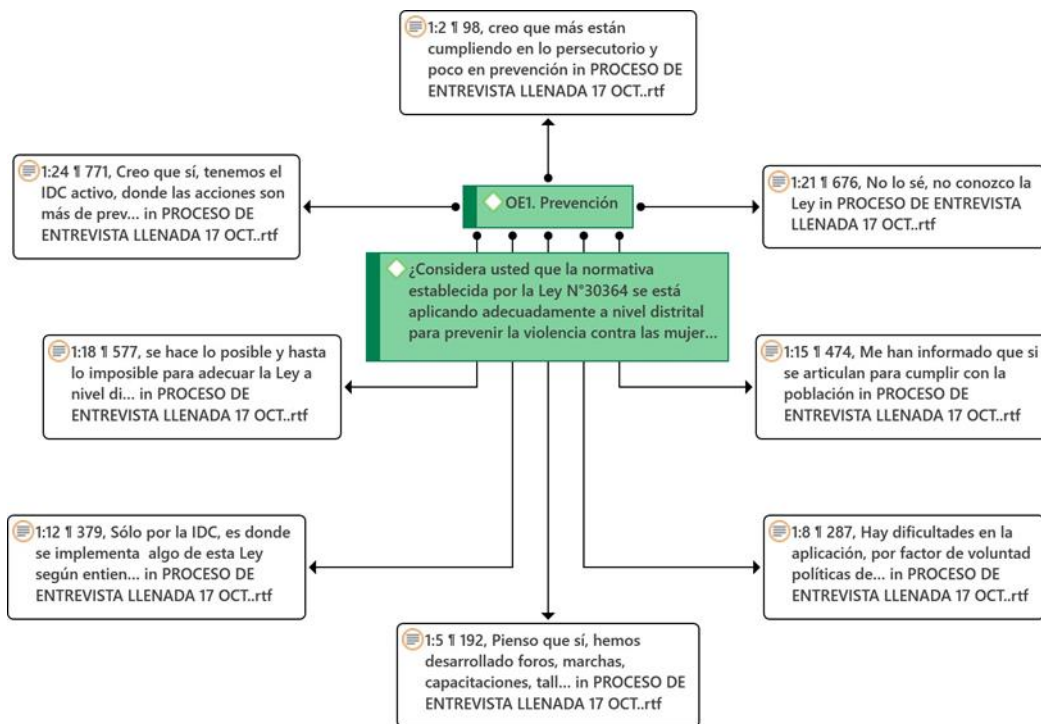 1:2 ¶ 98, creo que más están
cumpliendo en lo persecutorio y
poco en prevención in PROCESO DE
ENTREVISTA LLENADA 17 OCT..rtf
1:24 ¶ 771, Creo que sí, tenemos el
IDC activo, donde las acciones son
más de prev... in PROCESO DE
ENTREVISTA LLENADA 17 OCT..rtf
OE1. Prevención
1:21 ¶ 676, No lo sé, no conozco la
Ley in PROCESO DE ENTREVISTA
LLENADA 17 OCT..rtf
¿Considera usted que la normativa
establecida por la Ley N°30364 se está
aplicando adecuadamente a nivel distrital
para prevenir la violencia contra las mujer...
1:18 ¶ 577, se hace lo posible y hasta
lo imposible para adecuar la Ley a
nivel di... in PROCESO DE
ENTREVISTA LLENADA 17 OCT..rtf
1:15 ¶ 474, Me han informado que si
se articulan para cumplir con la
población in PROCESO DE
ENTREVISTA LLENADA 17 OCT..rtf
1:12 ¶ 379, Sólo por la IDC, es donde
se implementa algo de esta Ley
según entien... in PROCESO DE
ENTREVISTA LLENADA 17 OCT..rtf
1:8 ¶ 287, Hay dificultades en la
aplicación, por factor de voluntad
políticas de... in PROCESO DE
ENTREVISTA LLENADA 17 OCT..rtf
1:5 ¶ 192, Pienso que sí, hemos
desarrollado foros, marchas,
capacitaciones, tall... in PROCESO DE
ENTREVISTA LLENADA 17 OCT..rtf